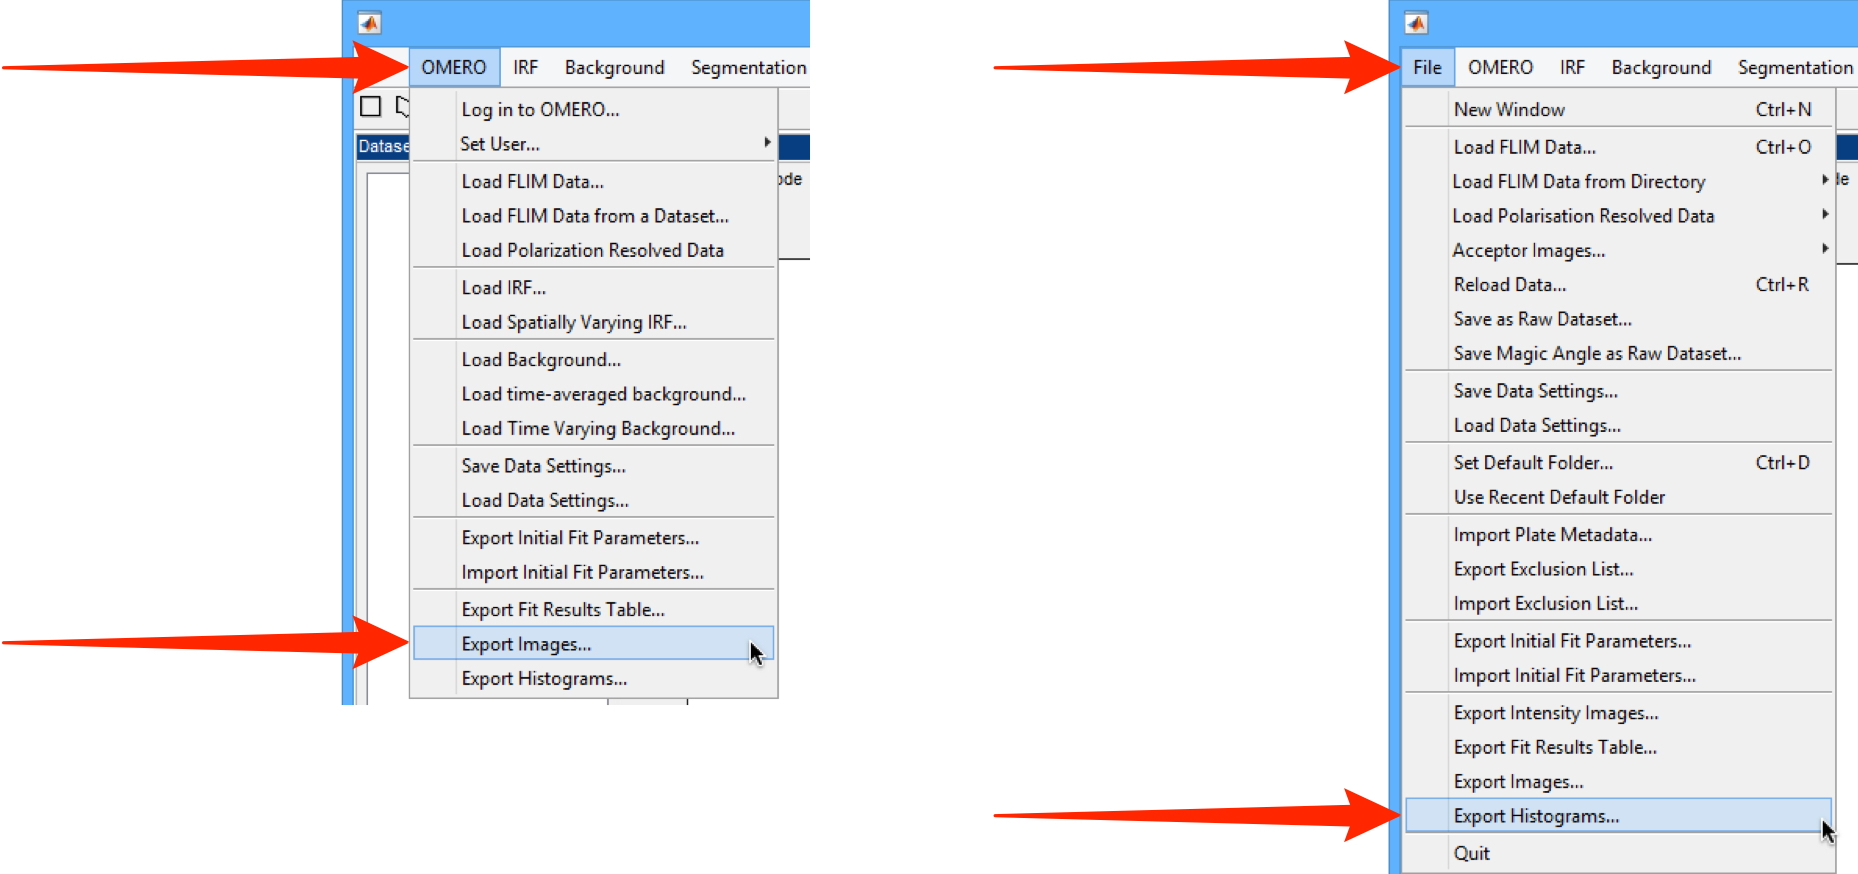 OMERO IRF Background Segmentation
Log in to OMERO...
Set User...
Datase
Load FLIM Data...
ode
Load FLIM Data from a Dataset...
Load Polarization Resolved Data
Load IRF...
Load Spatially Varying IRF...
Load Background...
Load time-averaged background...
Load Time Varying Background...
Save Data Settings...
Load Data Settings...
Export Initial Fit Parameters...
Import Initial Fit Parameters...
Export Fit Results Table...
Export Images...
Export Histograms...
File OMERO IRF Background Segmentation
New Window Ctrl+N
Load FLIM Data... Ctrl+O
Load FLIM Data from Directory
le
Load Polarisation Resolved Data
Acceptor Images...
Reload Data... Ctrl+R
Save as Raw Dataset...
Save Magic Angle as Raw Dataset...
Save Data Settings...
Load Data Settings...
Set Default Folder... Ctrl+D
Use Recent Default Folder
Import Plate Metadata...
Export Exclusion List...
Import Exclusion List...
Export Initial Fit Parameters...
Import Initial Fit Parameters...
Export Intensity Images...
Export Fit Results Table...
Export Images...
Export Histograms...
Quit